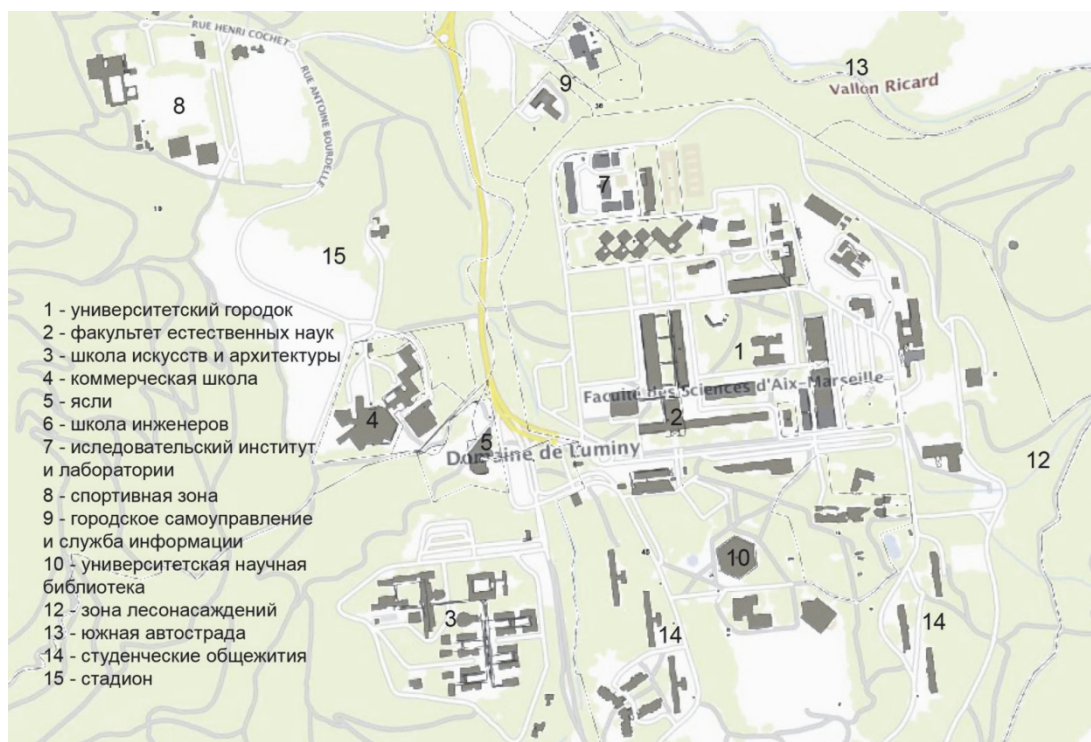 RUE HENRI COCHET
RUE ANTOINE BOURDELLE
8
9
13
Vallon Ricard
7
15
1 - университетский городок
2 - факультет естественных наук
3 - школа искусств и архитектуры
4 - коммерческая школа
5 - ясли
6 - школа инженеров
7 - иследовательский институт
и лаборатории
8 - спортивная зона
9 - городское самоуправление
и служба информации
10 - университетская научная
библиотека
12 - зона лесонасаждений
13 - южная автострада
14 - студенческие общежития
15 - стадион
1
Faculté des Sciences d'Aix-Marseille
4
2
5
Domaine de Luminy
12
10
3
14
14